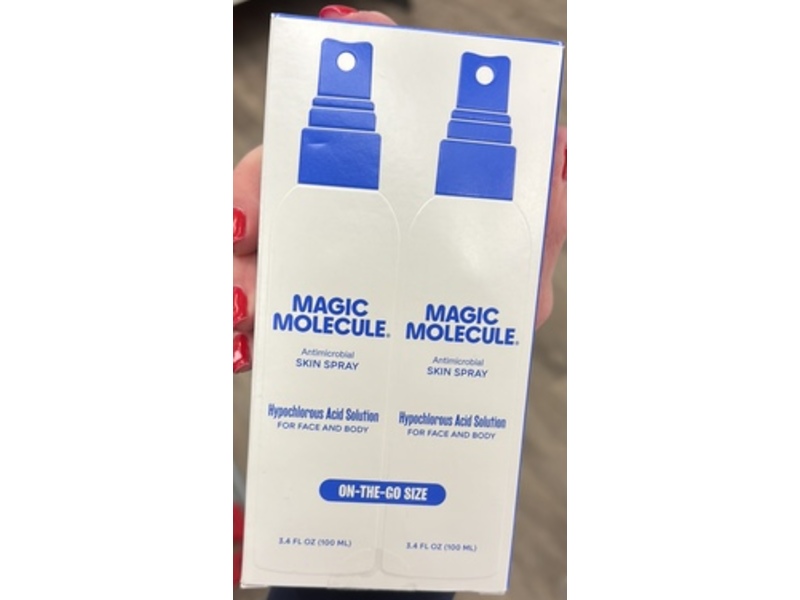 MAGIC
MOLECULE®
Antimicrobial
SKIN SPRAY
Hypochlorous Acid Solution
FOR FACE AND BODY
MAGIC
MOLECULE®
Antimicrobial
SKIN SPRAY
Hypochlorous Acid Solution
FOR FACE AND BODY
ON-THE-GO SIZE
3.4 FL OZ (100 ML)
3.4 FL OZ (100 ML)